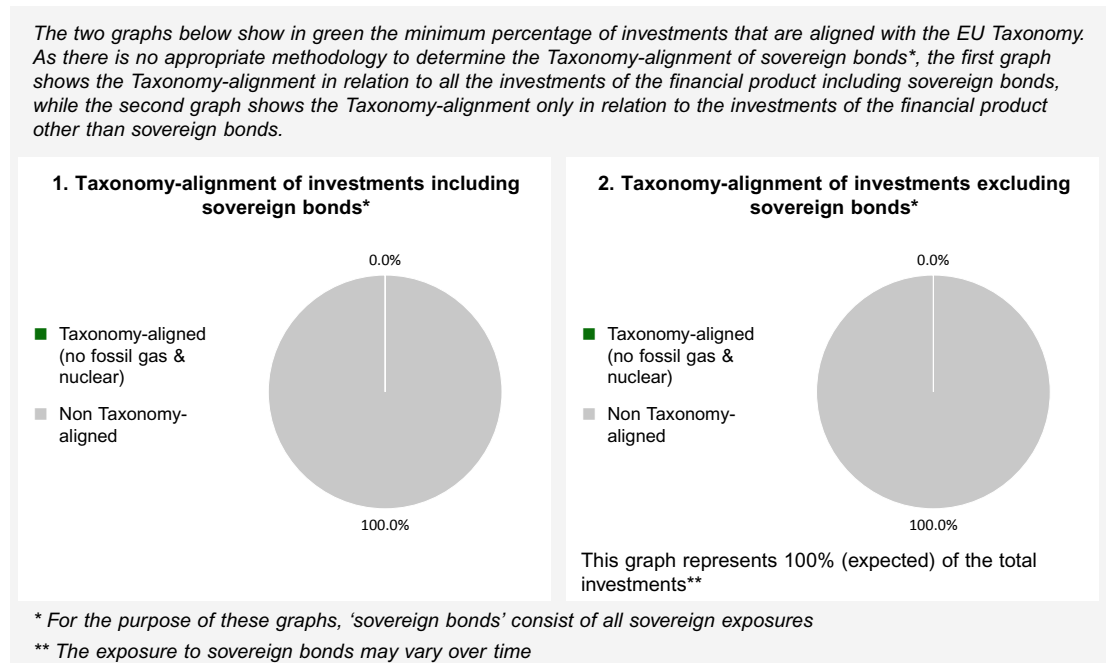 The two graphs below show in green the minimum percentage of investments that are aligned with the EU Taxonomy.
As there is no appropriate methodology to determine the Taxonomy-alignment of sovereign bonds*, the first graph
shows the Taxonomy-alignment in relation to all the investments of the financial product including sovereign bonds,
while the second graph shows the Taxonomy-alignment only in relation to the investments of the financial product
other than sovereign bonds.
1. Taxonomy-alignment of investments including
sovereign bonds*
0.0%
Taxonomy-aligned
(no fossil gas &
nuclear)
Non Taxonomy-
aligned
100.0%
2. Taxonomy-alignment of investments excluding
sovereign bonds*
0.0%
Taxonomy-aligned
(no fossil gas &
nuclear)
Non Taxonomy-
aligned
100.0%
This graph represents 100% (expected) of the total
investments**
* For the purpose of these graphs, ‘sovereign bonds’ consist of all sovereign exposures
** The exposure to sovereign bonds may vary over time